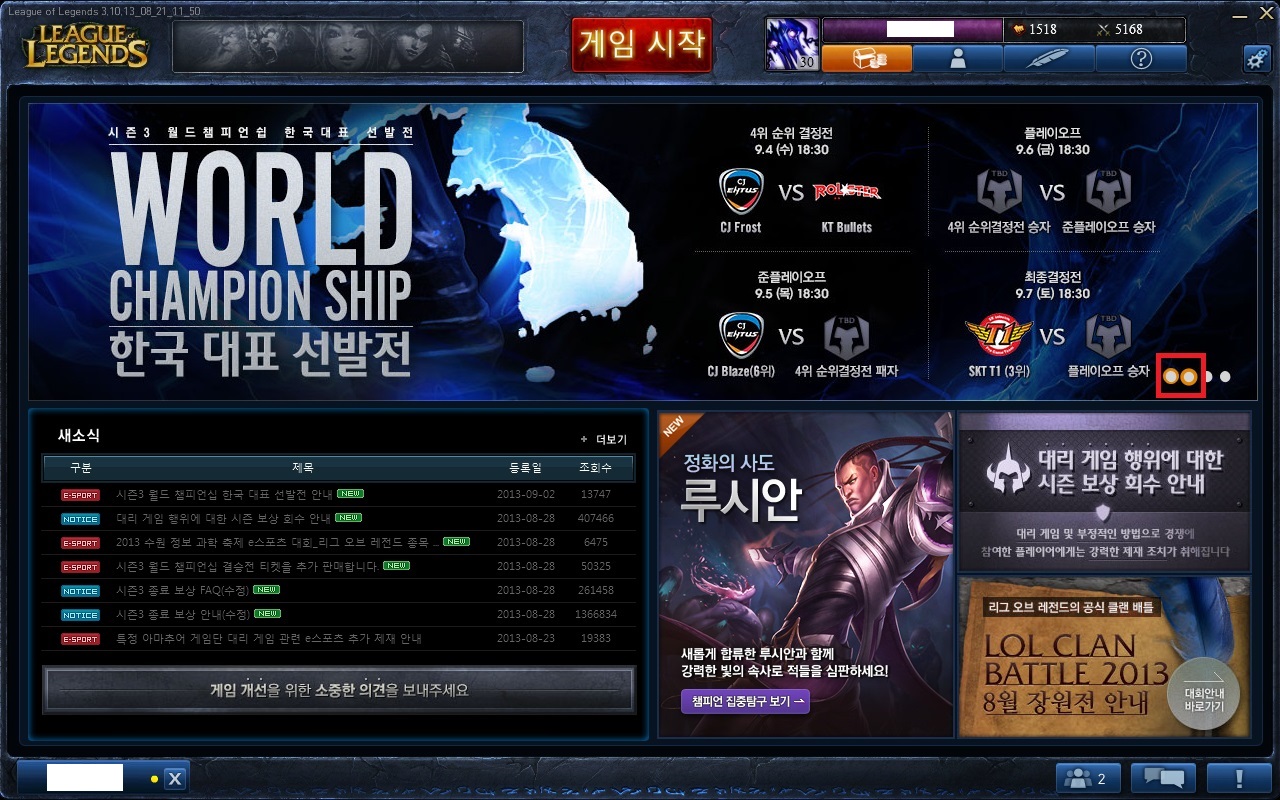 League of Legends 3.10.13_08_21_11_50
LEAGUE of LEGENDS
게임 시작
30
1518
5168
시즌3 월드챔피언쉽 한국대표 선발전
WORLD
CHAMPION SHIP
한국 대표 선발전
4위 순위 결정전
9.4 (수) 18:30
CJ ENTUS VS ROLSTER
CJ Frost KT Bullets
플레이오프
9.6 (금) 18:30
TBD VS TBD
4위 순위결정전 승자 준플레이오프 승자
준플레이오프
9.5 (목) 18:30
CJ ENTUS VS TBD
CJ Blaze(6위) 4위 순위결정전 패자
최종결정전
9.7 (토) 18:30
T1 VS TBD
SKT T1 (3위) 플레이오프 승자
새소식
+ 더보기
구분 제목 등록일 조회수
E-SPORT 시즌3 월드 챔피언십 한국 대표 선발전 안내 NEW 2013-09-02 13747
NOTICE 대리 게임 행위에 대한 시즌 보상 회수 안내 NEW 2013-08-28 407466
E-SPORT 2013 수원 정보 과학 축제 e스포츠 대회_리그 오브 레전드 종목 ... NEW 2013-08-28 6475
E-SPORT 시즌3 월드 챔피언십 결승전 티켓을 추가 판매합니다. NEW 2013-08-28 50325
NOTICE 시즌3 종료 보상 FAQ(수정) NEW 2013-08-28 261458
NOTICE 시즌3 종료 보상 안내(수정) NEW 2013-08-28 1366834
E-SPORT 특정 아마추어 게임단 대리 게임 관련 e스포츠 추가 제재 안내 2013-08-23 19383
게임 개선을 위한 소중한 의견을 보내주세요
NEW
정화의 사도
루시안
새롭게 합류한 루시안과 함께
강력한 빛의 속사로 적들을 심판하세요!
챔피언 집중탐구 보기
대리 게임 행위에 대한
시즌 보상 회수 안내
대리 게임 및 부정적인 방법으로 경쟁에
참여한 플레이어에게는 강력한 제재 조치가 취해집니다
리그 오브 레전드의 공식 클랜 배틀
LOL CLAN
BATTLE 2013
8월 장원전 안내
대회안내
바로가기
X
2